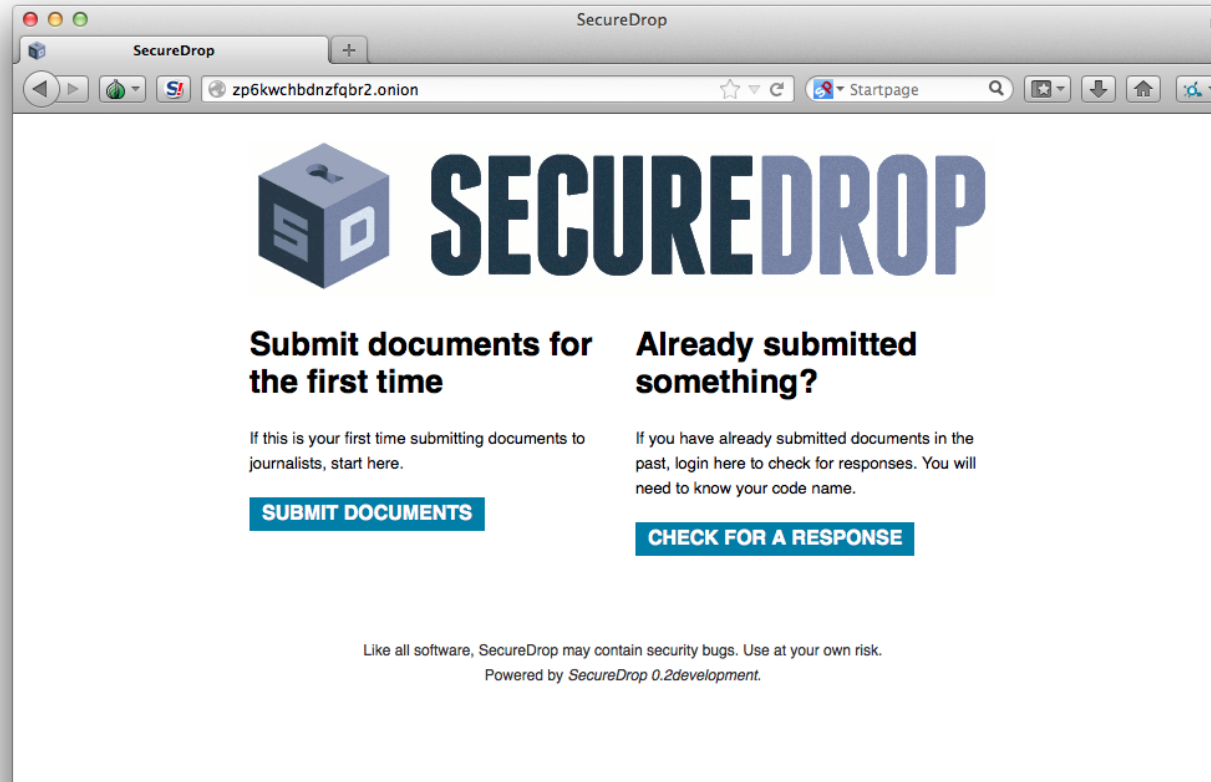 SecureDrop
SecureDrop
zp6kwchbdnzfqbr2.onion
Startpage
SD
SECUREDROP
Submit documents for
the first time
If this is your first time submitting documents to
journalists, start here.
SUBMIT DOCUMENTS
Already submitted
something?
If you have already submitted documents in the
past, login here to check for responses. You will
need to know your code name.
CHECK FOR A RESPONSE
Like all software, SecureDrop may contain security bugs. Use at your own risk.
Powered by SecureDrop 0.2development.